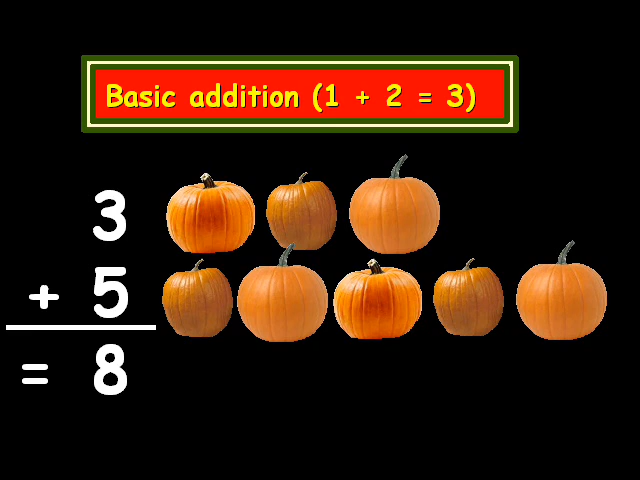 Basic addition (1 + 2 = 3)
3
+ 5
= 8